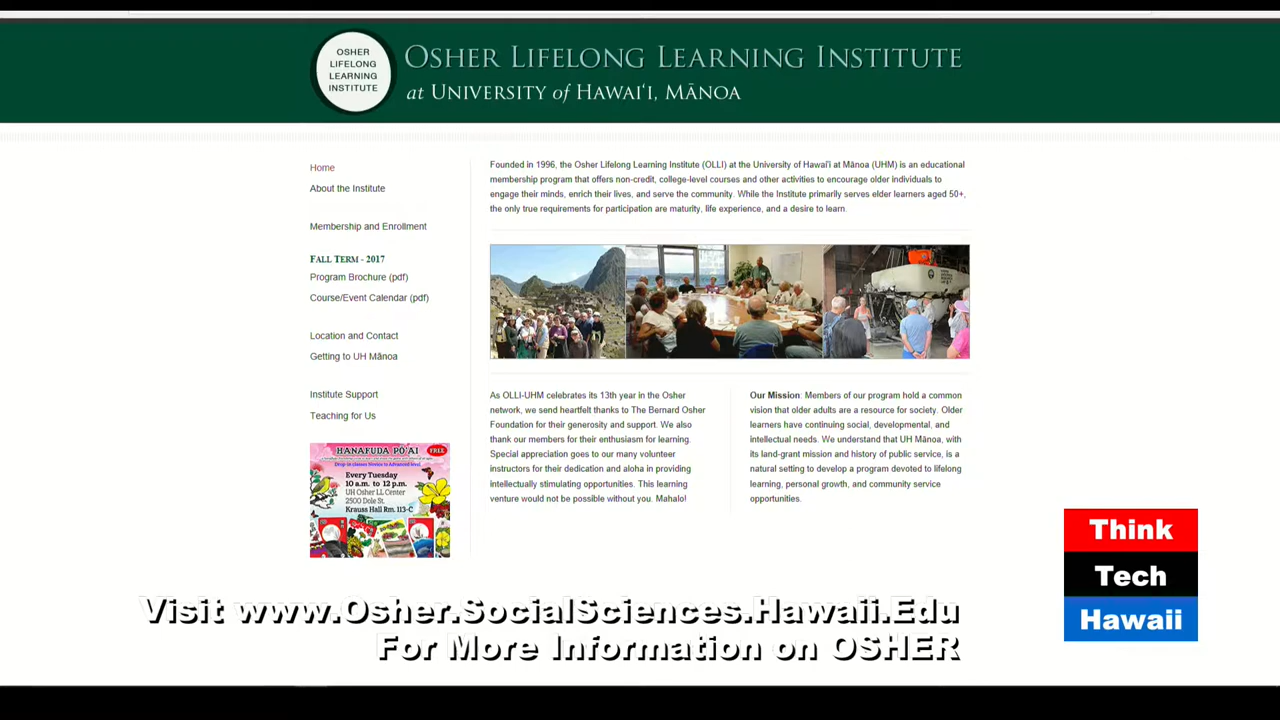 OSHER
LIFELONG
LEARNING
INSTITUTE
OSHER LIFELONG LEARNING INSTITUTE
at UNIVERSITY of HAWAIʻI, MĀNOA
Home
About the Institute
Membership and Enrollment
FALL TERM - 2017
Program Brochure (pdf)
Course/Event Calendar (pdf)
Location and Contact
Getting to UH Mānoa
Institute Support
Teaching for Us
HANAFUDA PO'AI
FREE
Drop-in classes Novice to Advanced level
Every Tuesday
10 a.m. to 12 p.m.
UH Osher LL Center
2500 Dole St.
Krauss Hall Rm. 113-C
Founded in 1996, the Osher Lifelong Learning Institute (OLLI) at the University of Hawai'i at Mānoa (UHM) is an educational
membership program that offers non-credit, college-level courses and other activities to encourage older individuals to
engage their minds, enrich their lives, and serve the community. While the Institute primarily serves elder learners aged 50+,
the only true requirements for participation are maturity, life experience, and a desire to learn.
As OLLI-UHM celebrates its 13th year in the Osher
network, we send heartfelt thanks to The Bernard Osher
Foundation for their generosity and support. We also
thank our members for their enthusiasm for learning.
Special appreciation goes to our many volunteer
instructors for their dedication and aloha in providing
intellectually stimulating opportunities. This learning
venture would not be possible without you. Mahalo!
Our Mission: Members of our program hold a common
vision that older adults are a resource for society. Older
learners have continuing social, developmental, and
intellectual needs. We understand that UH Mānoa, with
its land-grant mission and history of public service, is a
natural setting to develop a program devoted to lifelong
learning, personal growth, and community service
opportunities.
Think
Tech
Hawaii
Visit www.Osher.SocialSciences.Hawaii.Edu
For More Information on OSHER